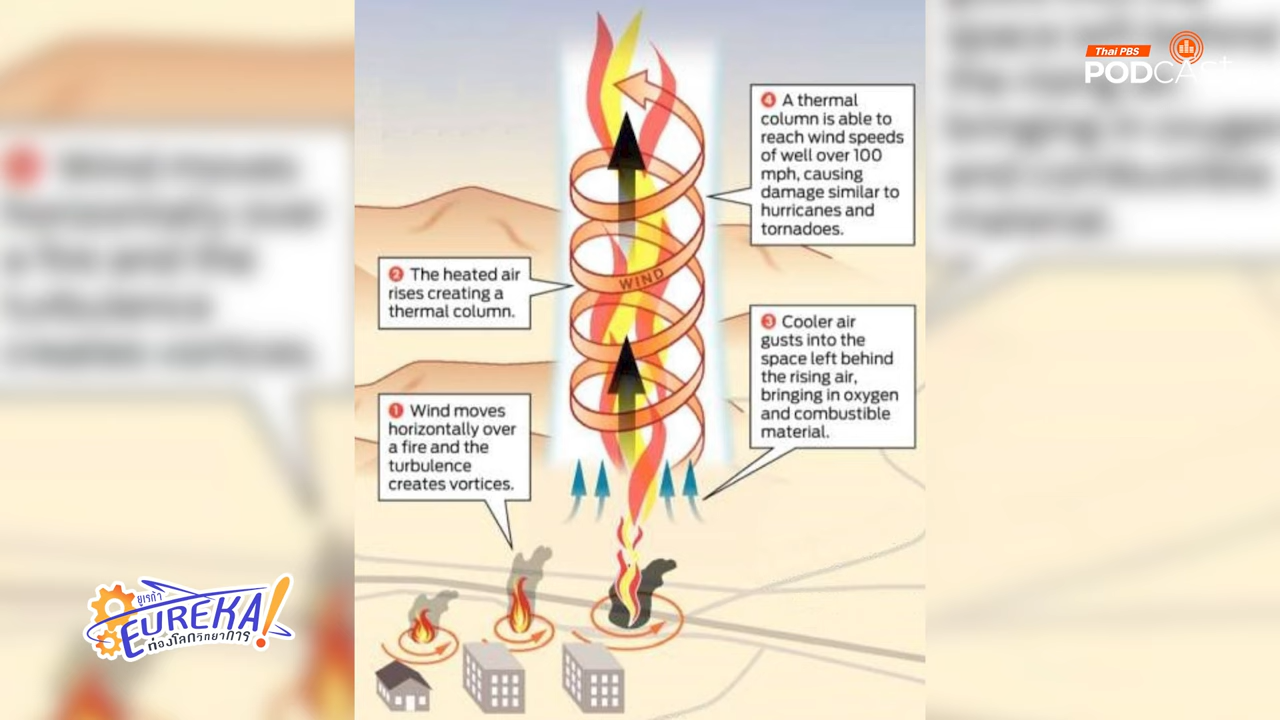 Thai PBS
PODCAST
4 A thermal
column is able to
reach wind speeds
of well over 100
mph, causing
damage similar to
hurricanes and
tornadoes.
2 The heated air
rises creating a
thermal column.
WIND
3 Cooler air
gusts into the
space left behind
the rising air,
bringing in oxygen
and combustible
material.
1 Wind moves
horizontally over
a fire and the
turbulence
creates vortices.
ยูเรก้า
EUREKA!
ท่องโลกวิทยาการ